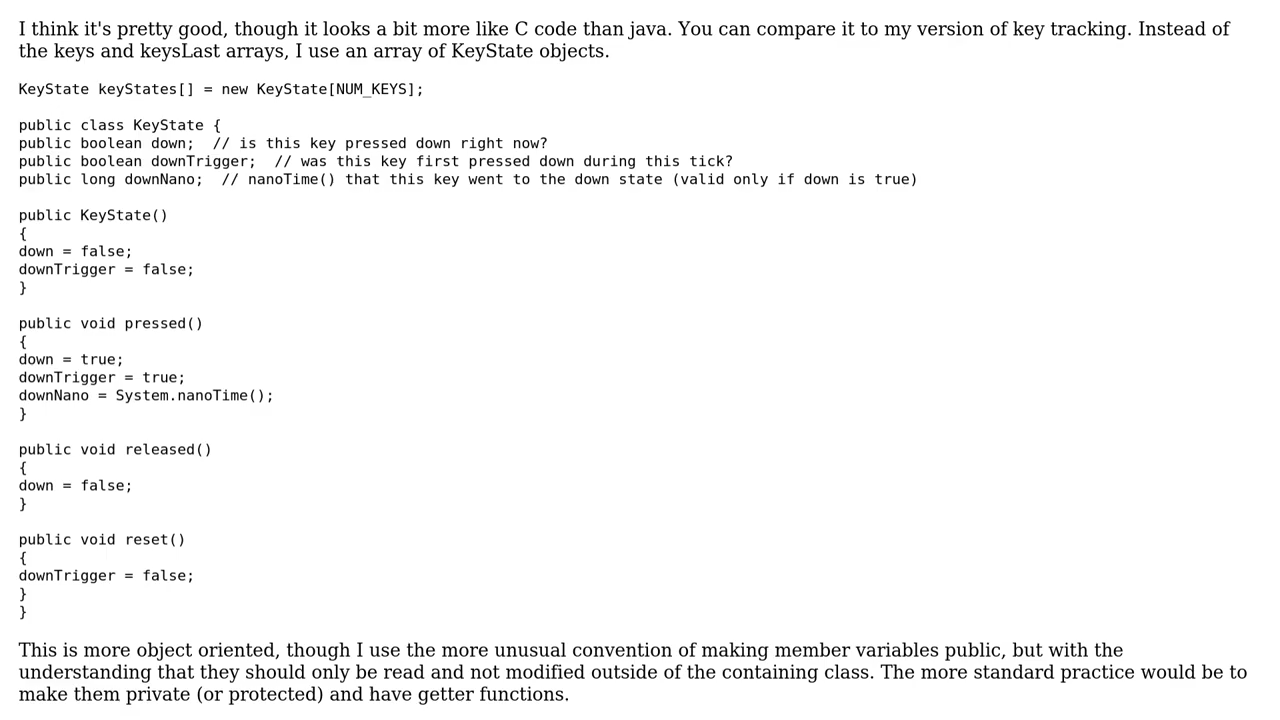 I think it's pretty good, though it looks a bit more like C code than java. You can compare it to my version of key tracking. Instead of
the keys and keysLast arrays, I use an array of KeyState objects.
KeyState keyStates[] = new KeyState[NUM_KEYS];
public class KeyState {
public boolean down;  // is this key pressed down right now?
public boolean downTrigger;  // was this key first pressed down during this tick?
public long downNano;  // nanoTime() that this key went to the down state (valid only if down is true)
public KeyState()
{
down = false;
downTrigger = false;
}
public void pressed()
{
down = true;
downTrigger = true;
downNano = System.nanoTime();
}
public void released()
{
down = false;
}
public void reset()
{
downTrigger = false;
}
}
This is more object oriented, though I use the more unusual convention of making member variables public, but with the
understanding that they should only be read and not modified outside of the containing class. The more standard practice would be to
make them private (or protected) and have getter functions.